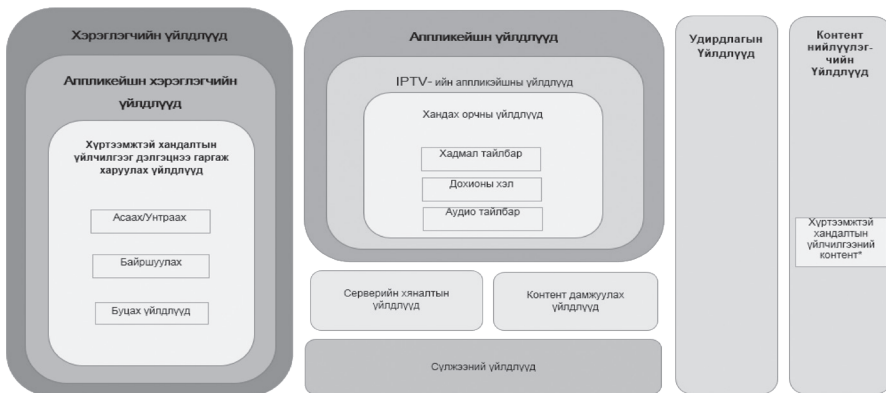 Хэрэглэгчийн үйлдлүүд
Аппликейшн хэрэглэгчийн
үйлдлүүд
Хүртээмжтэй хандалтын
үйлчилгээг дэлгэцнээ гаргаж
харуулах үйлдлүүд
Асаах/Унтраах
Байршуулах
Буцах үйлдлүүд
Аппликейшн үйлдлүүд
IPTV- ийн аппликэйшны үйлдлүүд
Хандах орчны үйлдлүүд
Хадмал тайлбар
Дохионы хэл
Аудио тайлбар
Серверийн хяналтын
үйлдлүүд
Контент дамжуулах
үйлдлүүд
Сүлжээний үйлдлүүд
Удирдлагын
Үйлдлүүд
Контент
нийлүүлэг-
чийн
Үйлдлүүд
Хүртээмжтэй
хандалтын
үйлчилгээний
контент*